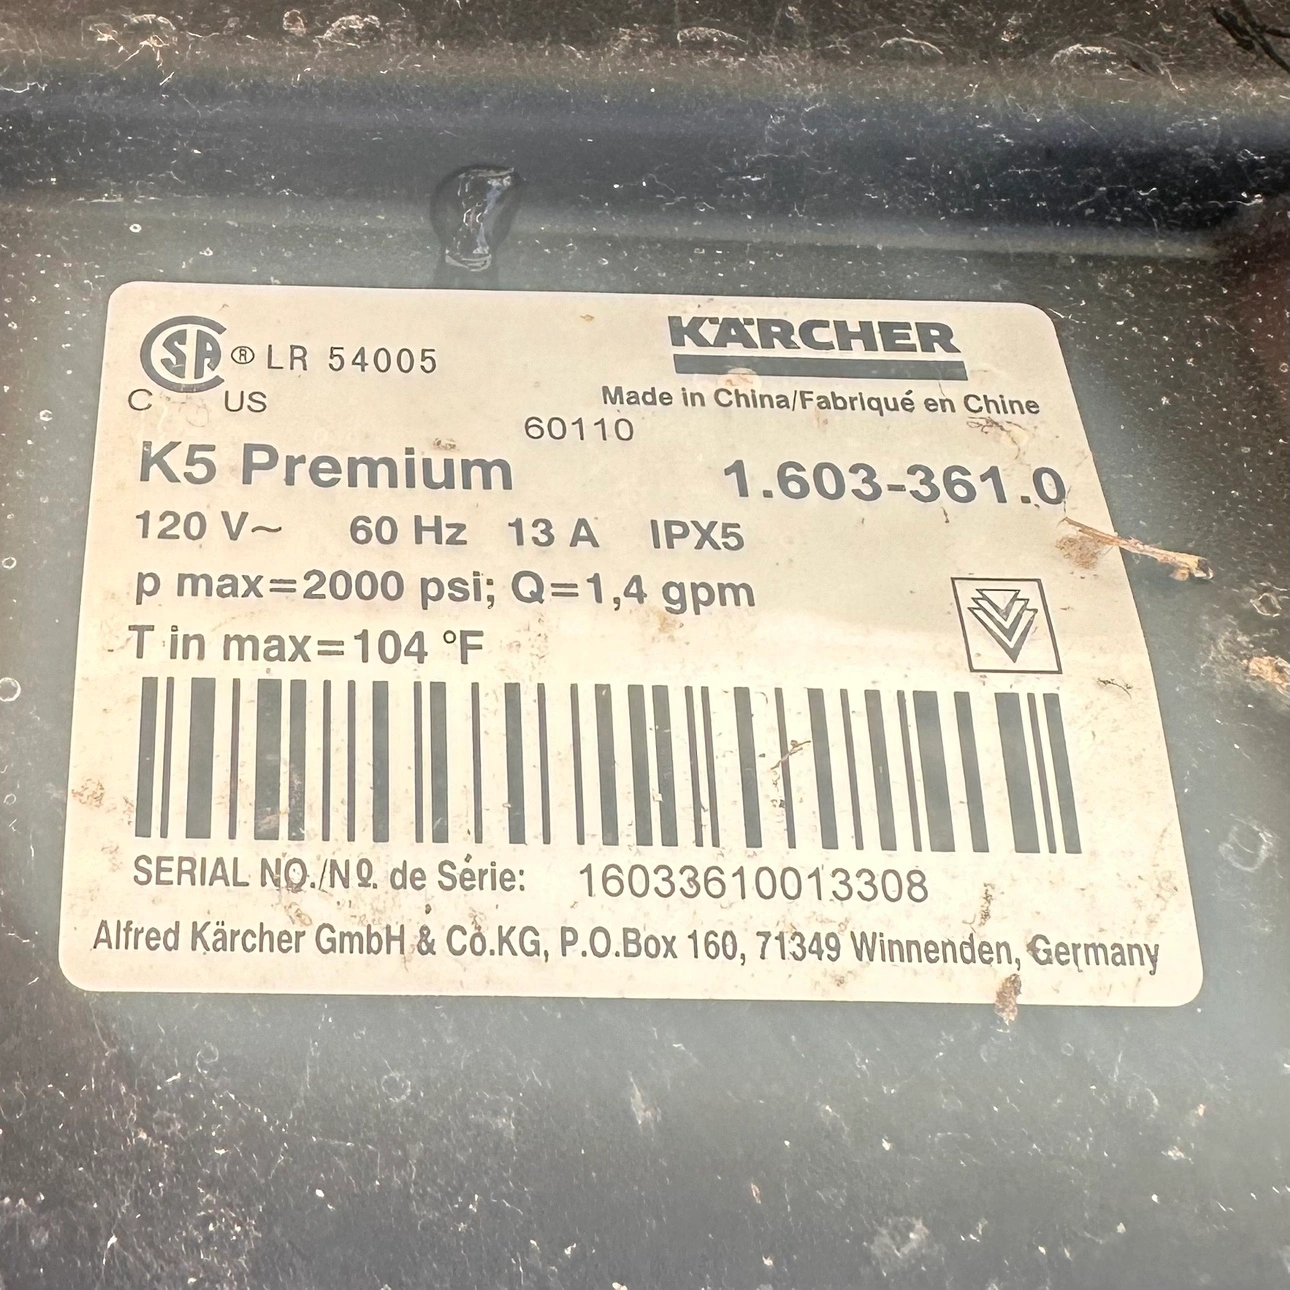 CSA ® LR 54005
C US
KÄRCHER
Made in China/Fabriqué en Chine
60110
K5 Premium 1.603-361.0
120 V~ 60 Hz 13 A IPX5
p max=2000 psi; Q=1,4 gpm
T in max=104 °F
SERIAL NO./Nº. de Série: 16033610013308
Alfred Kärcher GmbH & Co.KG, P.O.Box 160, 71349 Winnenden, Germany